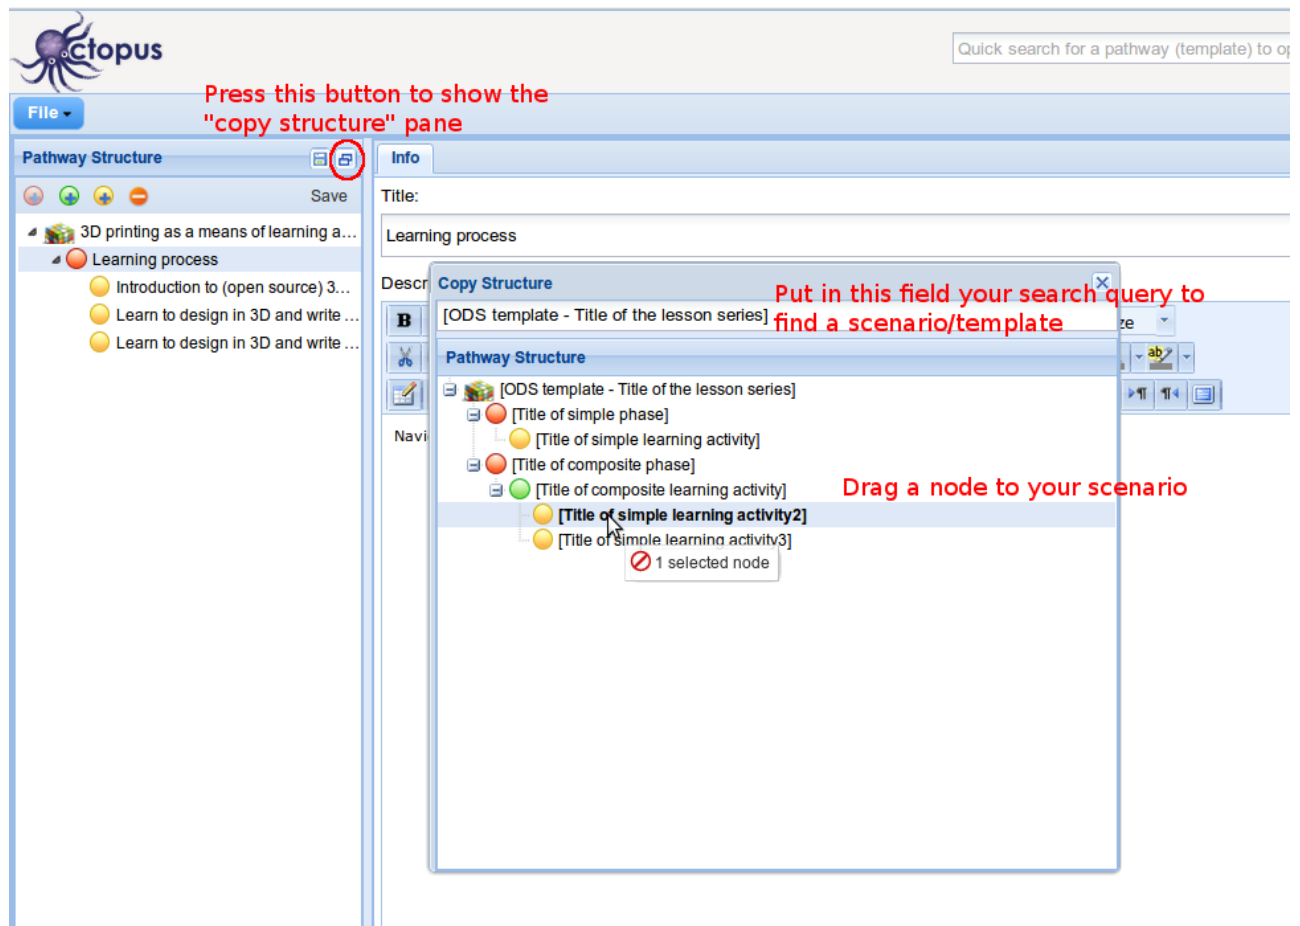 ctopus
Quick search for a pathway (template) to
Press this button to show the
"copy structure" pane
File
Pathway Structure
Info
Save
Title:
3D printing as a means of learning a...
Learning process
Learning process
Introduction to (open source) 3...
Learn to design in 3D and write ...
Learn to design in 3D and write ...
Descr
Copy Structure
Put in this field your search query to
find a scenario/template
[ODS template - Title of the lesson series]
B
ze
ab
Pathway Structure
[ODS template - Title of the lesson series]
[Title of simple phase]
Navi
[Title of simple learning activity]
[Title of composite phase]
[Title of composite learning activity]
Drag a node to your scenario
[Title of simple learning activity2]
[Title of simple learning activity3]
1 selected node